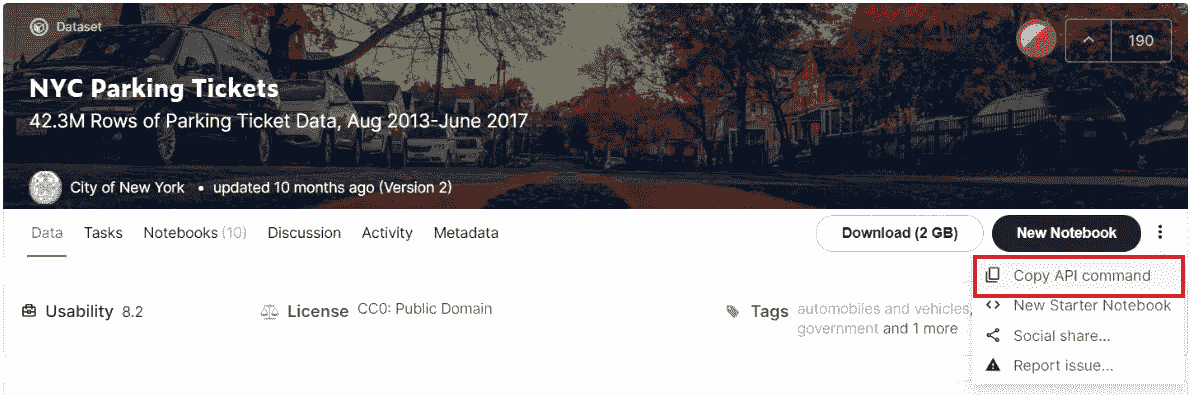 Dataset
190
NYC Parking Tickets
42.3M Rows of Parking Ticket Data, Aug 2013-June 2017
City of New York • updated 10 months ago (Version 2)
Data Tasks Notebooks (10) Discussion Activity Metadata Download (2 GB) New Notebook
Copy API command
Usability 8.2 License CC0: Public Domain Tags automobiles and vehicles,
government and 1 more
New Starter Notebook
Social share...
Report issue...